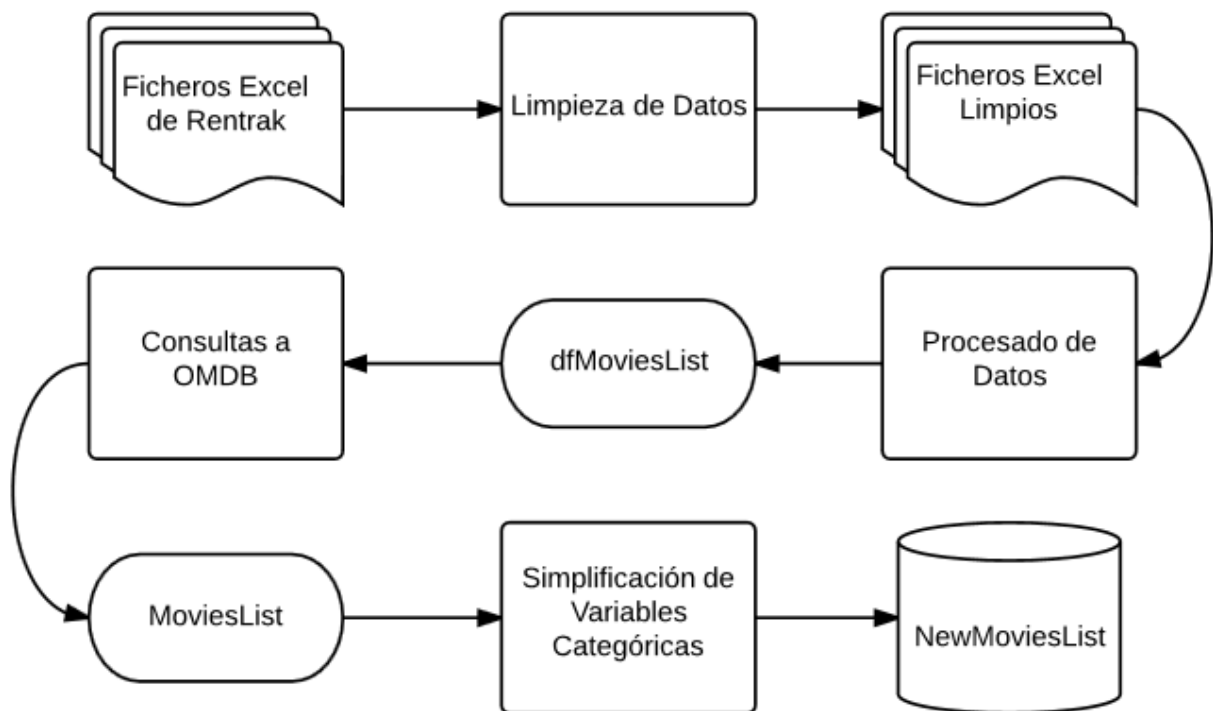 Ficheros Excel
de Rentrak
Limpieza de Datos
Ficheros Excel
Limpios
Consultas a
OMDB
dfMoviesList
Procesado de
Datos
MoviesList
Simplificación de
Variables
Categóricas
NewMoviesList